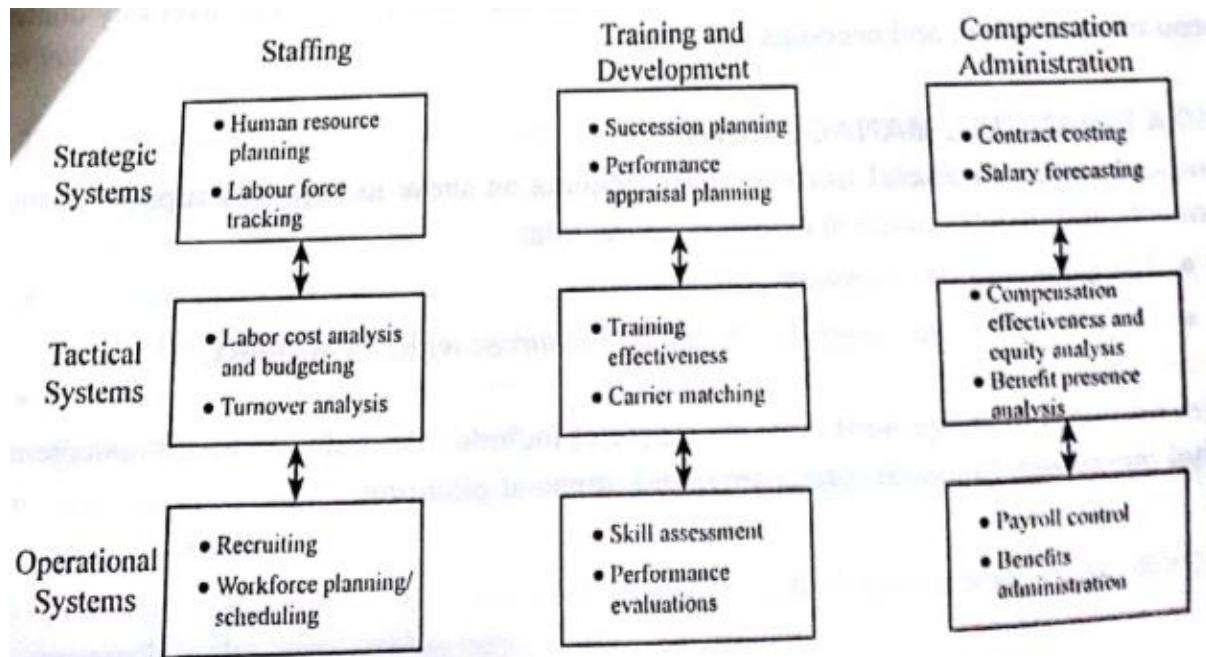 and accounts
Staffing
Training and
Development
Compensation
Administration
Strategic
Systems
• Human resource
planning
• Labour force
tracking
• Succession planning
• Performance
appraisal planning
• Contract costing
• Salary forecasting
Tactical
Systems
• Labor cost analysis
and budgeting
• Turnover analysis
• Training
effectiveness
• Carrier matching
• Compensation
effectiveness and
equity analysis
• Benefit presence
analysis
Operational
Systems
• Recruiting
• Workforce planning/
scheduling
• Skill assessment
• Performance
evaluations
• Payroll control
• Benefits
administration